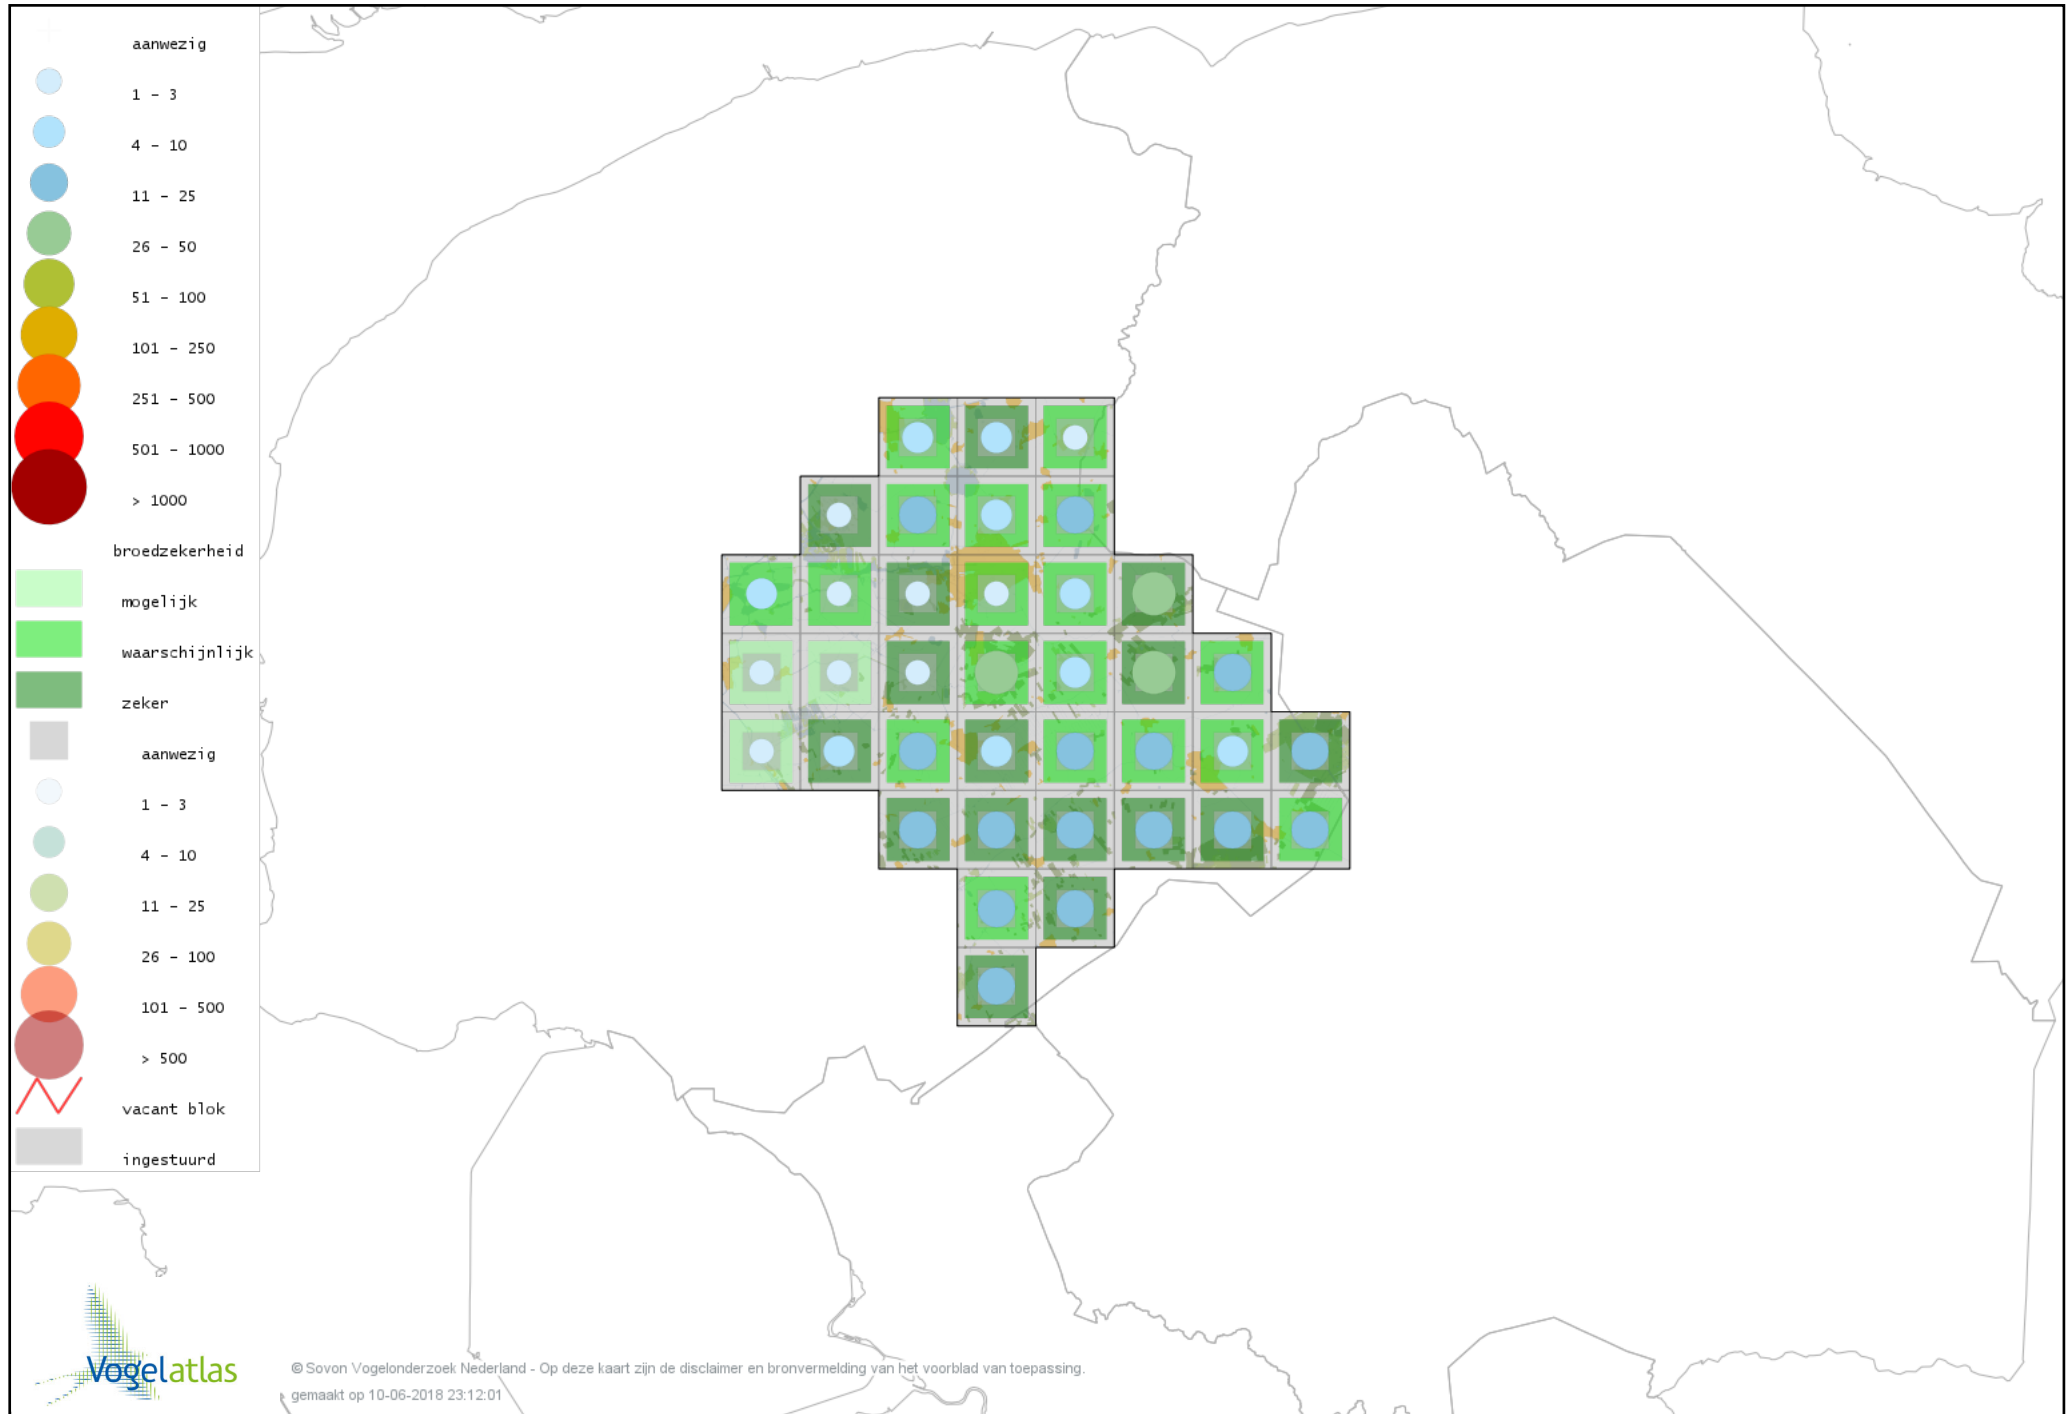 aanwezig
1 - 3
4 - 10
11 - 25
26 - 50
51 - 100
101 - 250
251 - 500
501 - 1000
> 1000
broedzekerheid
mogelijk
waarschijnlijk
zeker
aanwezig
1 - 3
4 - 10
11 - 25
26 - 100
101 - 500
> 500
vacant blok
ingestuurd
Vogelatlas
© Sovon Vogelonderzoek Nederland - Op deze kaart zijn de disclaimer en bronvermelding van het voorblad van toepassing.
gemaakt op 10-06-2018 23:12:01